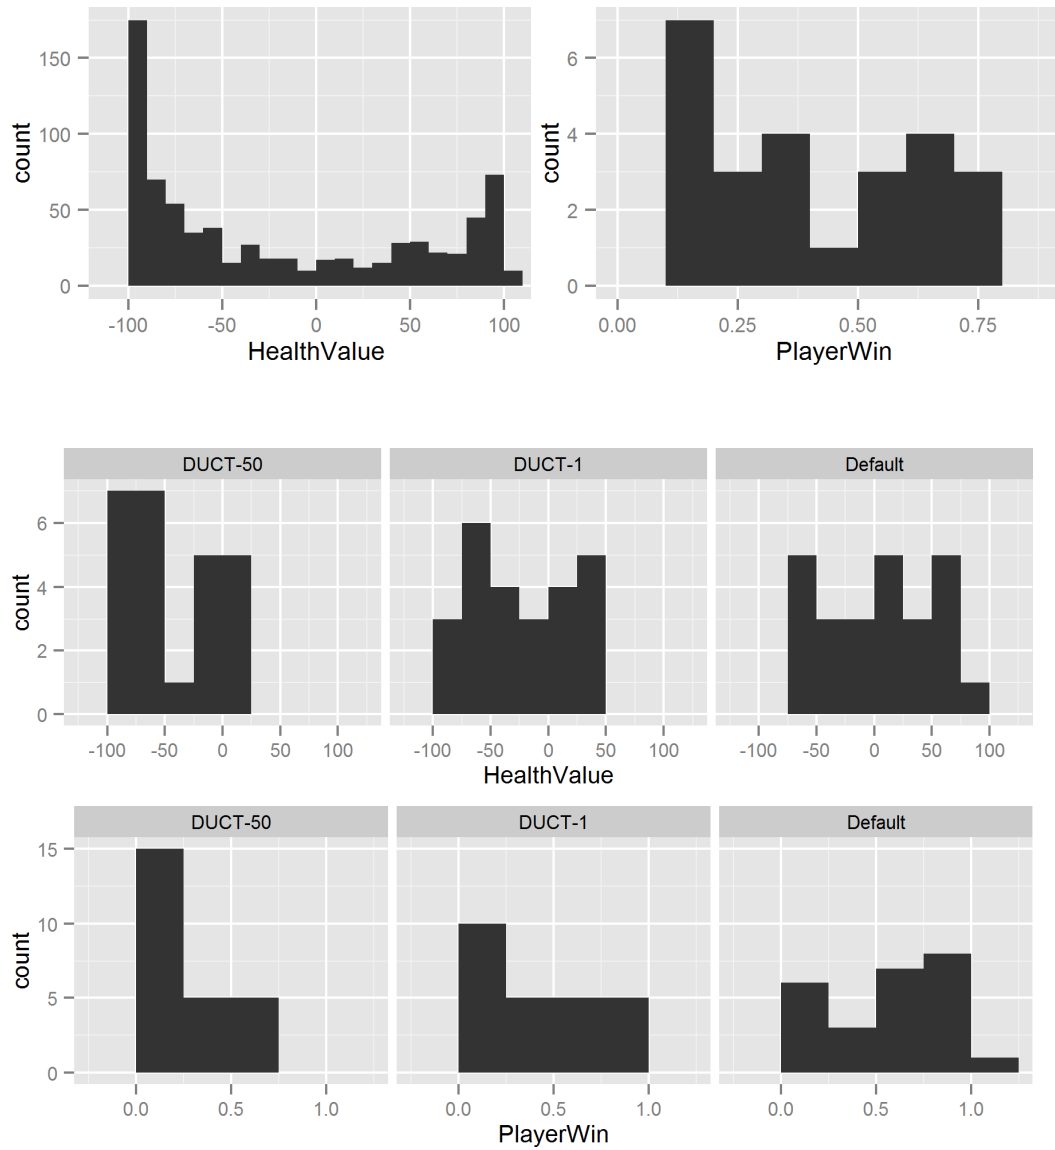 150
100
50
0
count
-100 -50 0 50 100
HealthValue
6
4
2
0
count
0.00 0.25 0.50 0.75
PlayerWin
DUCT-50 DUCT-1 Default
6
4
2
0
count
-100 -50 0 50 100 -100 -50 0 50 100 -100 -50 0 50 100
HealthValue
DUCT-50 DUCT-1 Default
15
10
5
0
count
0.0 0.5 1.0 0.0 0.5 1.0 0.0 0.5 1.0
PlayerWin